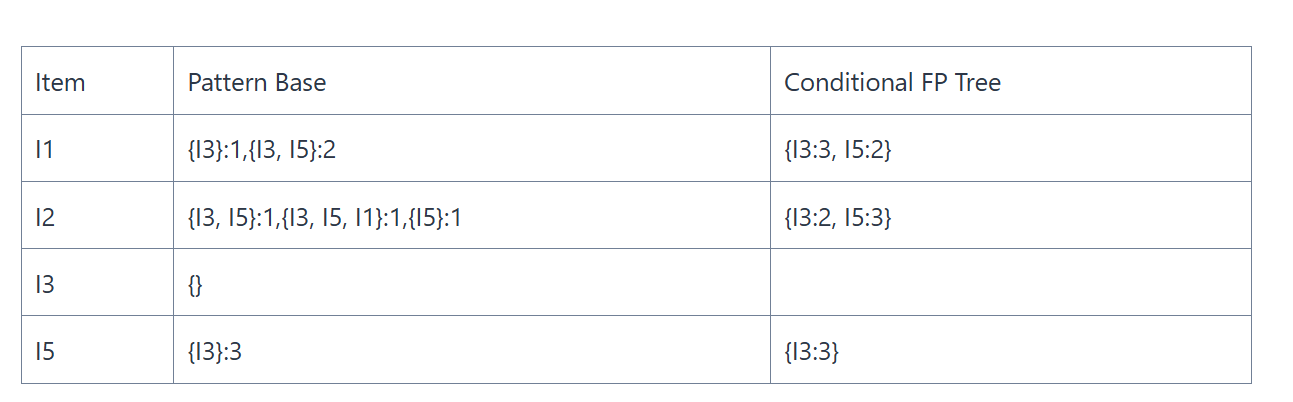 Item Pattern Base Conditional FP Tree
I1 {I3}:1,{I3, I5}:2 {I3:3, I5:2}
I2 {I3, I5}:1,{I3, I5, I1}:1,{I5}:1 {I3:2, I5:3}
I3 {}
I5 {I3}:3 {I3:3}